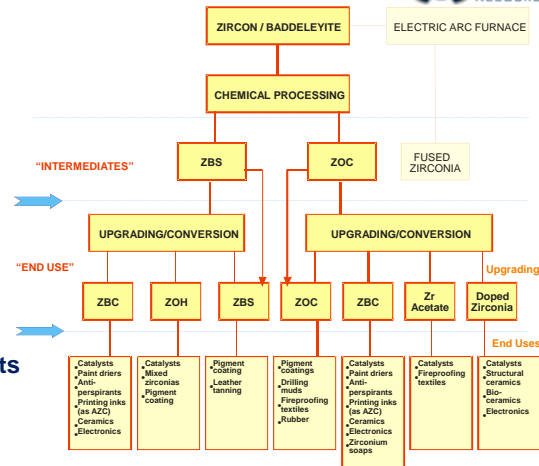 ZIRCON / BADDELEYITE
ELECTRIC ARC FURNACE
CHEMICAL PROCESSING
"INTERMEDIATES"
ZBS
ZOC
FUSED
ZIRCONIA
UPGRADING/CONVERSION
UPGRADING/CONVERSION
"END USE"
Upgrading
ZBC
ZOH
ZBS
ZOC
ZBC
Zr
Acetate
Doped
Zirconia
End Uses
ts
•Catalysts
•Paint driers
•Anti-
perspirants
•Printing inks
(as AZC)
•Ceramics
•Electronics
•Catalysts
•Mixed
zirconias
•Pigment
coating
•Pigment
coating
•Leather
tanning
•Pigment
coatings
•Drilling
muds
•Fireproofing
textiles
•Rubber
•Catalysts
•Paint driers
•Anti-
perspirants
•Printing inks
(as AZC)
•Ceramics
•Electronics
•Zirconium
soaps
•Catalysts
•Fireproofing
textiles
•Catalysts
•Structural
ceramics
•Bio-
ceramics
•Electronics